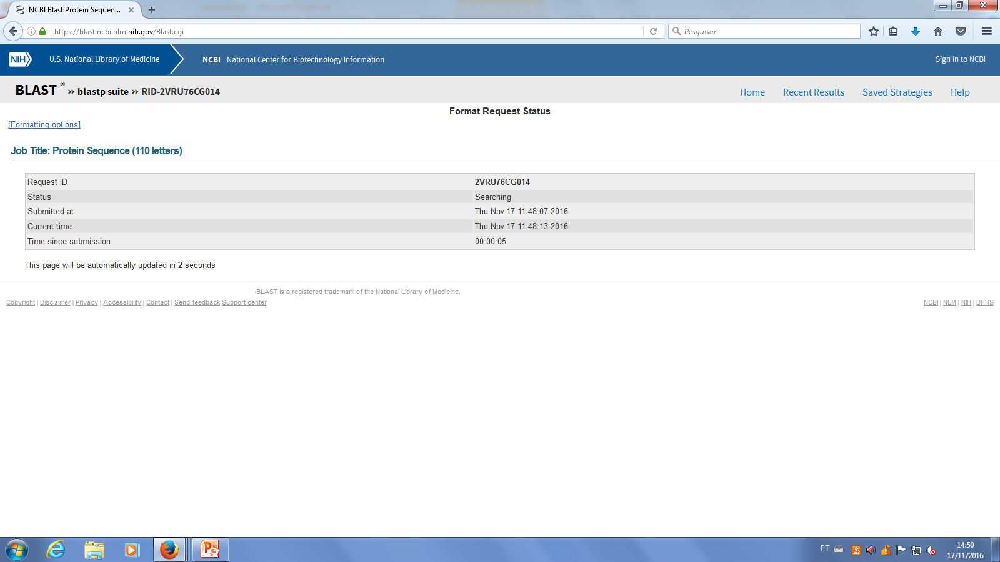 NCBI Blast:Protein Sequen...
https://blast.ncbi.nlm.nih.gov/Blast.cgi
Pesquisar
NIH U.S. National Library of Medicine NCBI National Center for Biotechnology Information Sign in to NCBI
BLAST ® » blastp suite » RID-2VRU76CG014 Home Recent Results Saved Strategies Help
Format Request Status
[Formatting options]
Job Title: Protein Sequence (110 letters)
Request ID 2VRU76CG014
Status Searching
Submitted at Thu Nov 17 11:48:07 2016
Current time Thu Nov 17 11:48:13 2016
Time since submission 00:00:05
This page will be automatically updated in 2 seconds
BLAST is a registered trademark of the National Library of Medicine.
Copyright | Disclaimer | Privacy | Accessibility | Contact | Send feedback Support center NCBI | NLM | NIH | DHHS
PT 14:50
17/11/2016